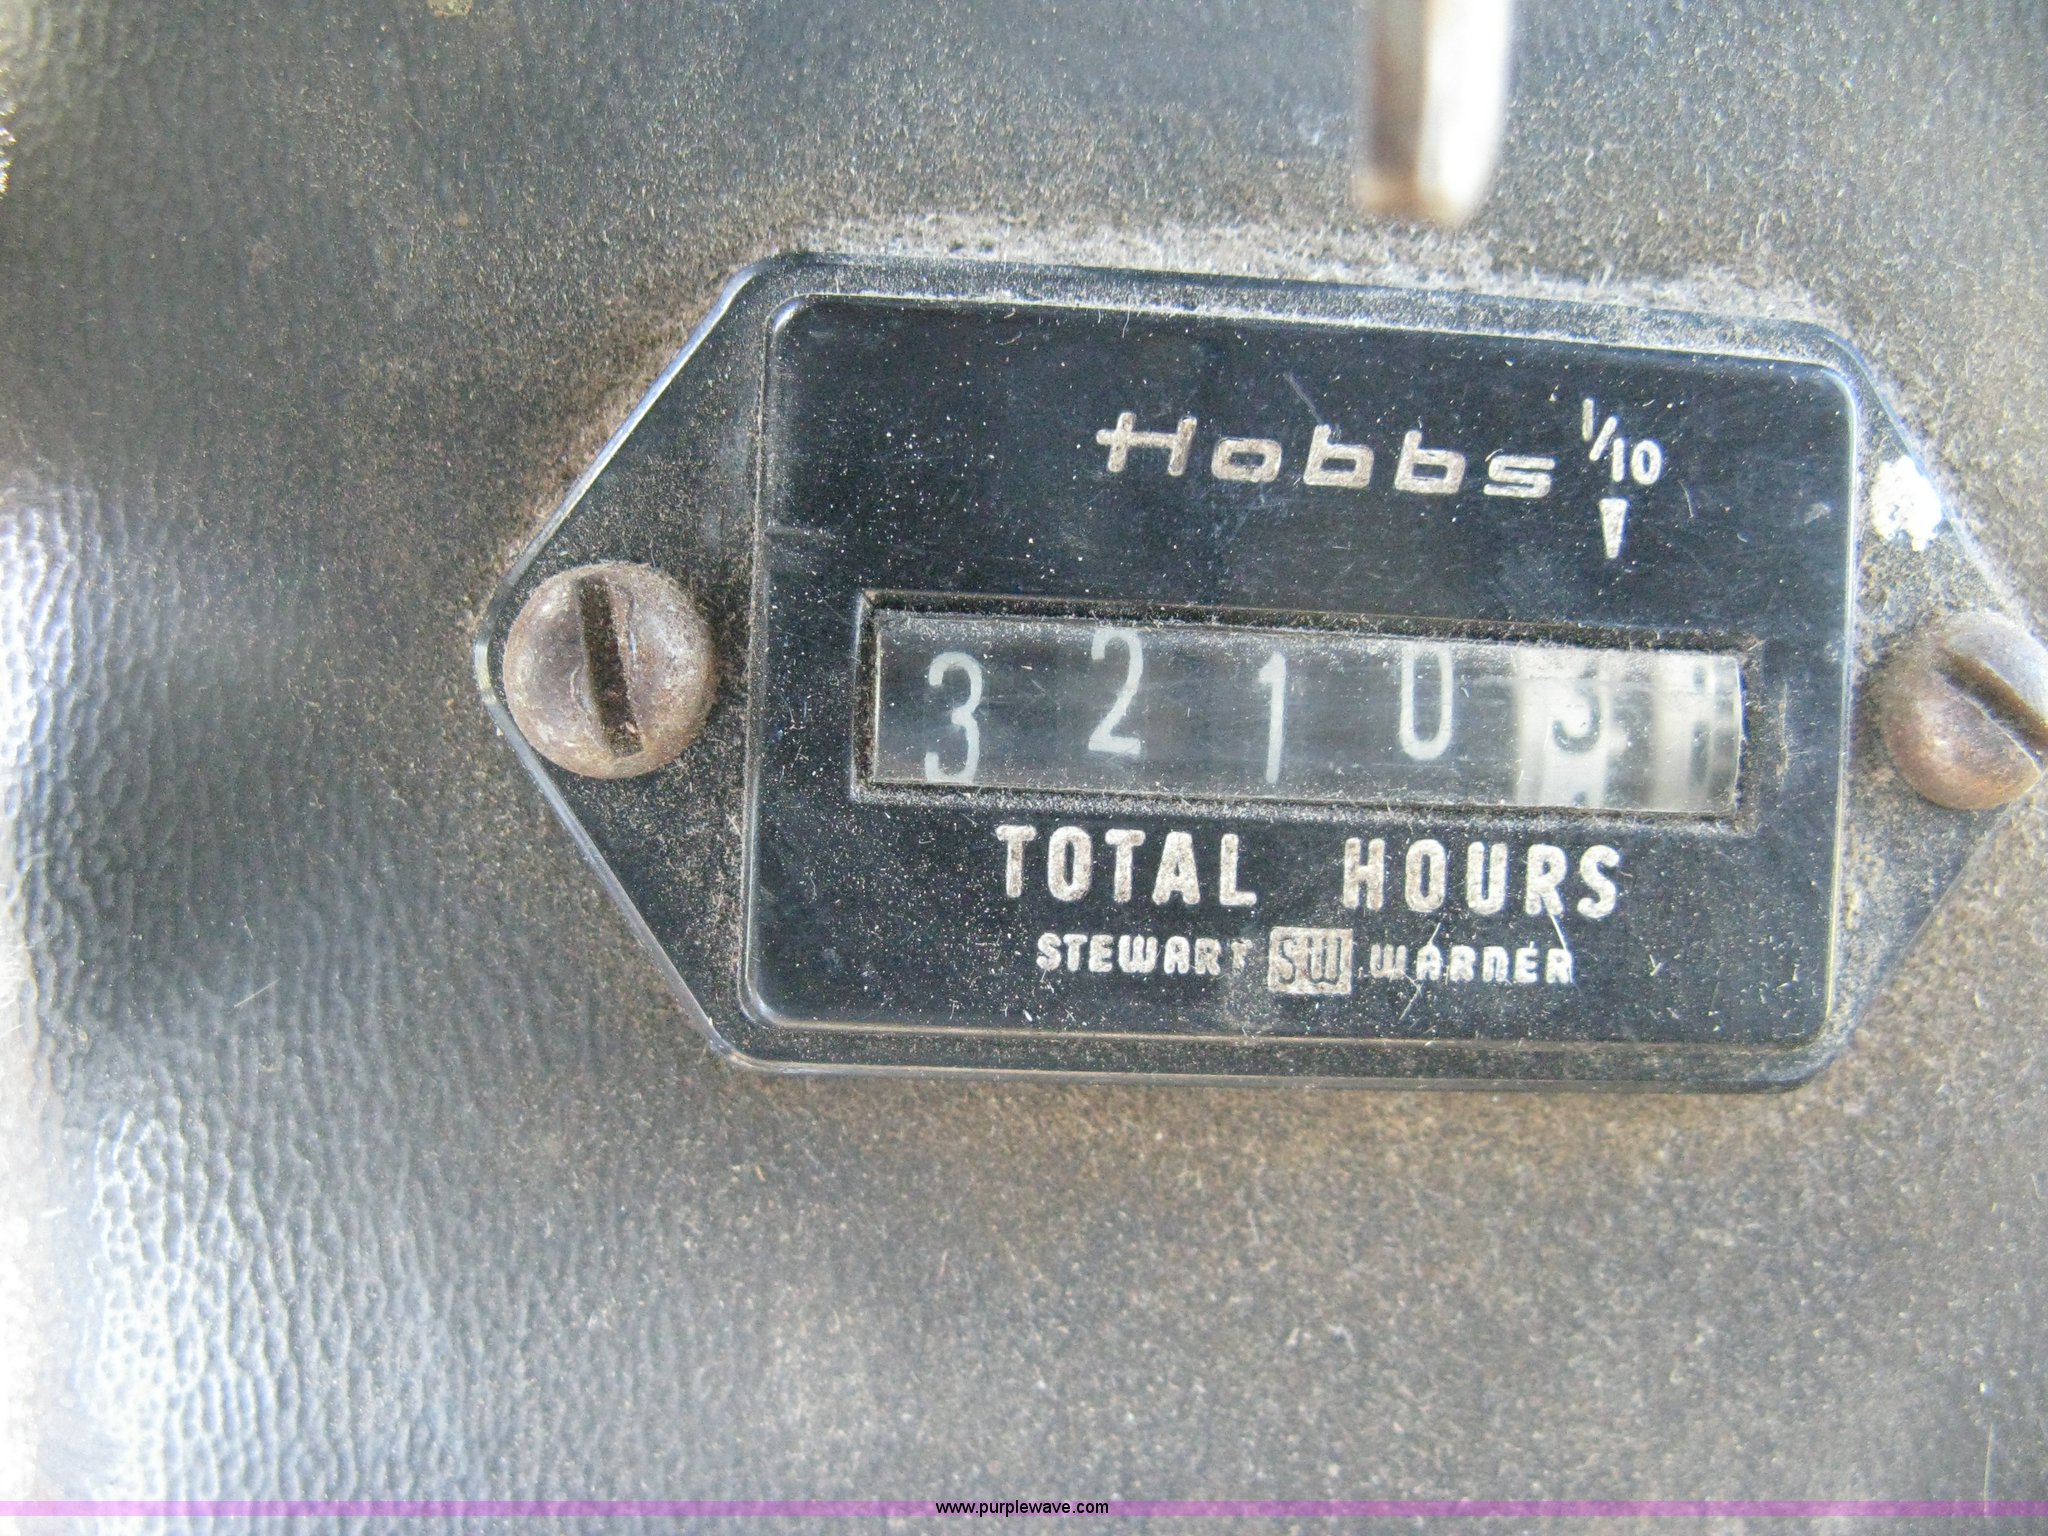 Hobbs 1/10
3 2 1 0 3
TOTAL HOURS
STEWART SW WARNER
www.purplewave.com